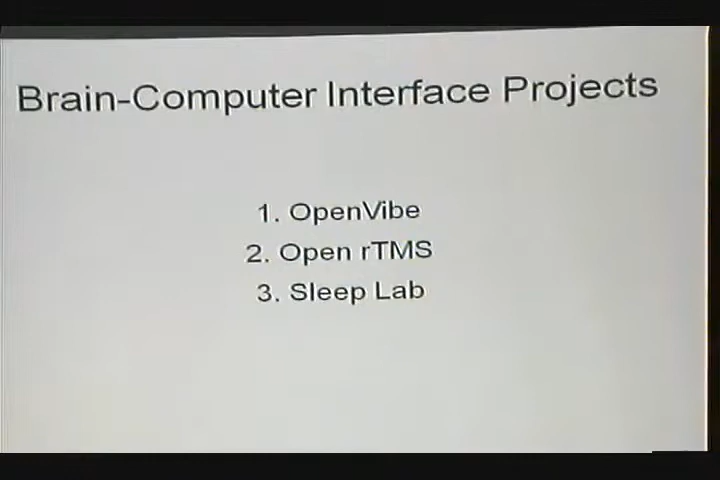 Brain-Computer Interface Projects
1. OpenVibe
2. Open rTMS
3. Sleep Lab